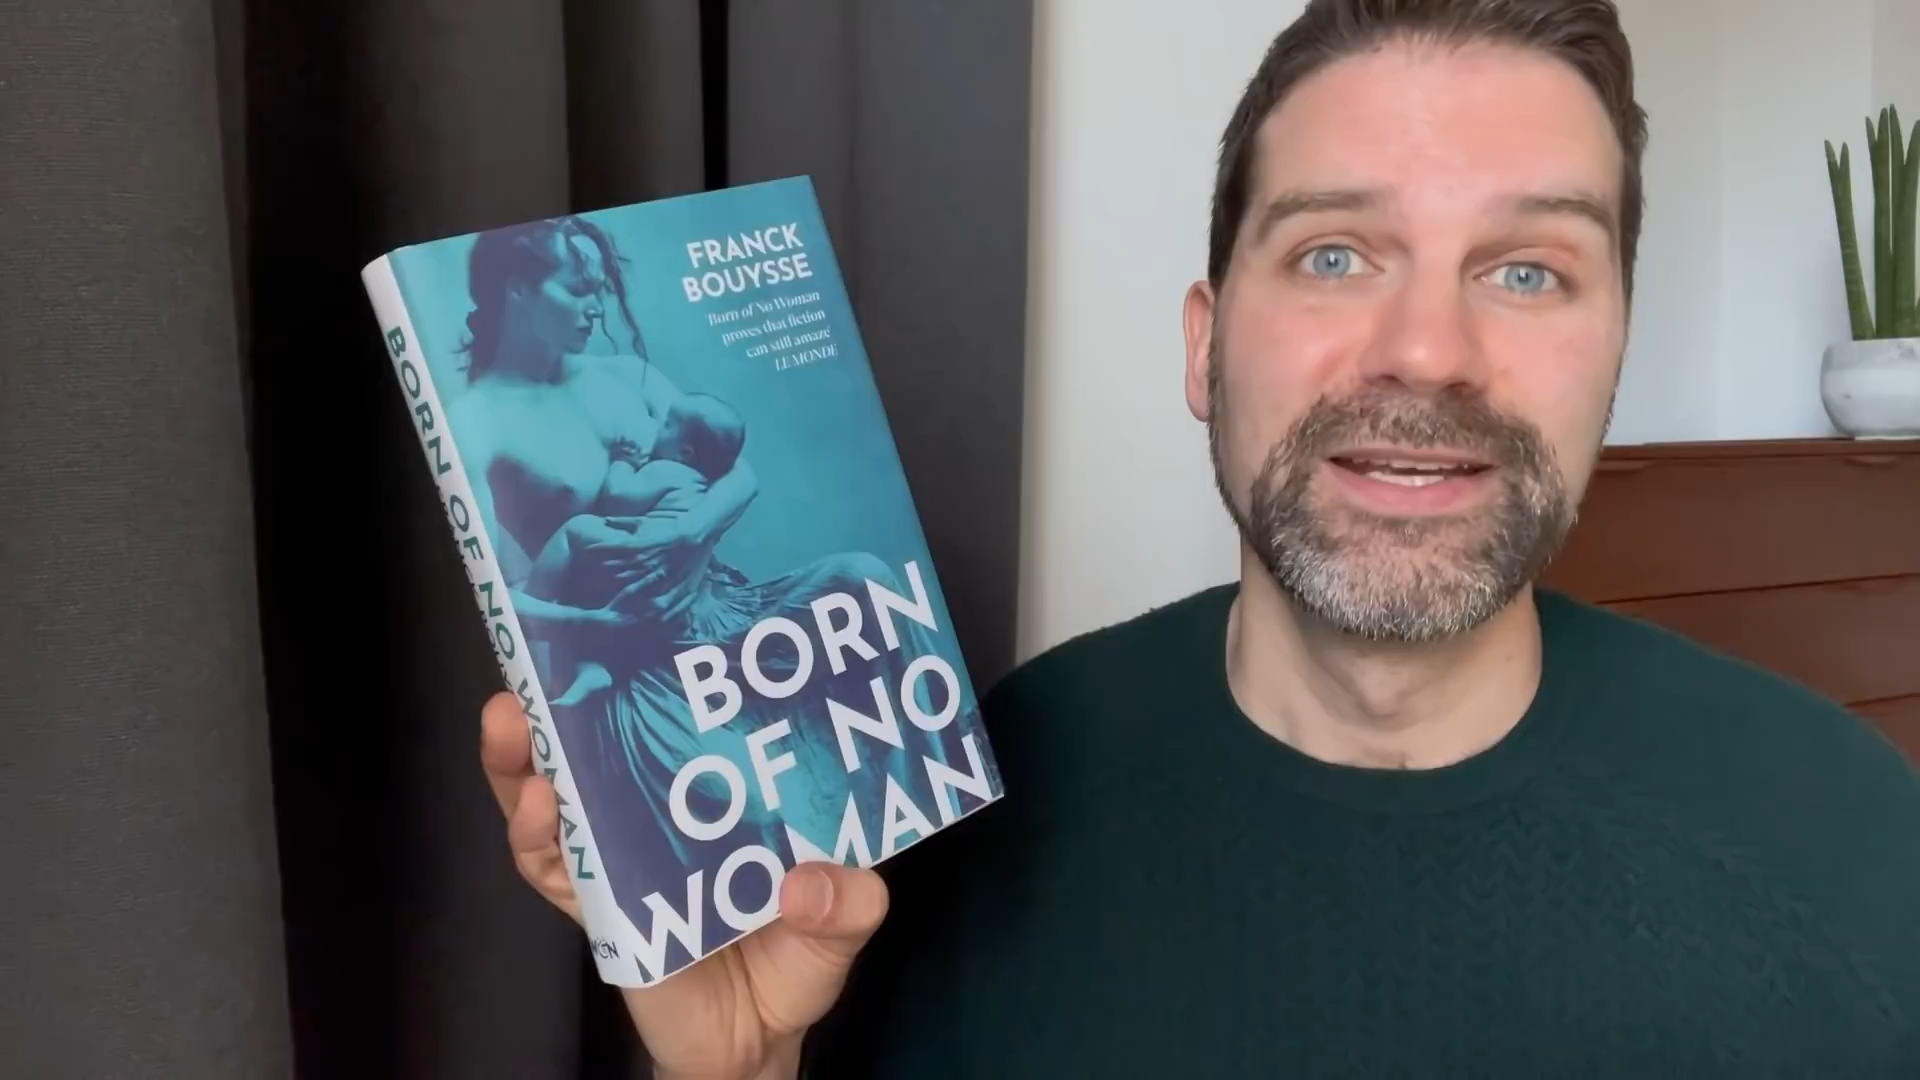 FRANCK
BOUYSSE
'Born of No Woman
proves that fiction
can still amaze'
LE MONDE
BORN
OF NO
WOMAN
BORN OF NO WOMAN